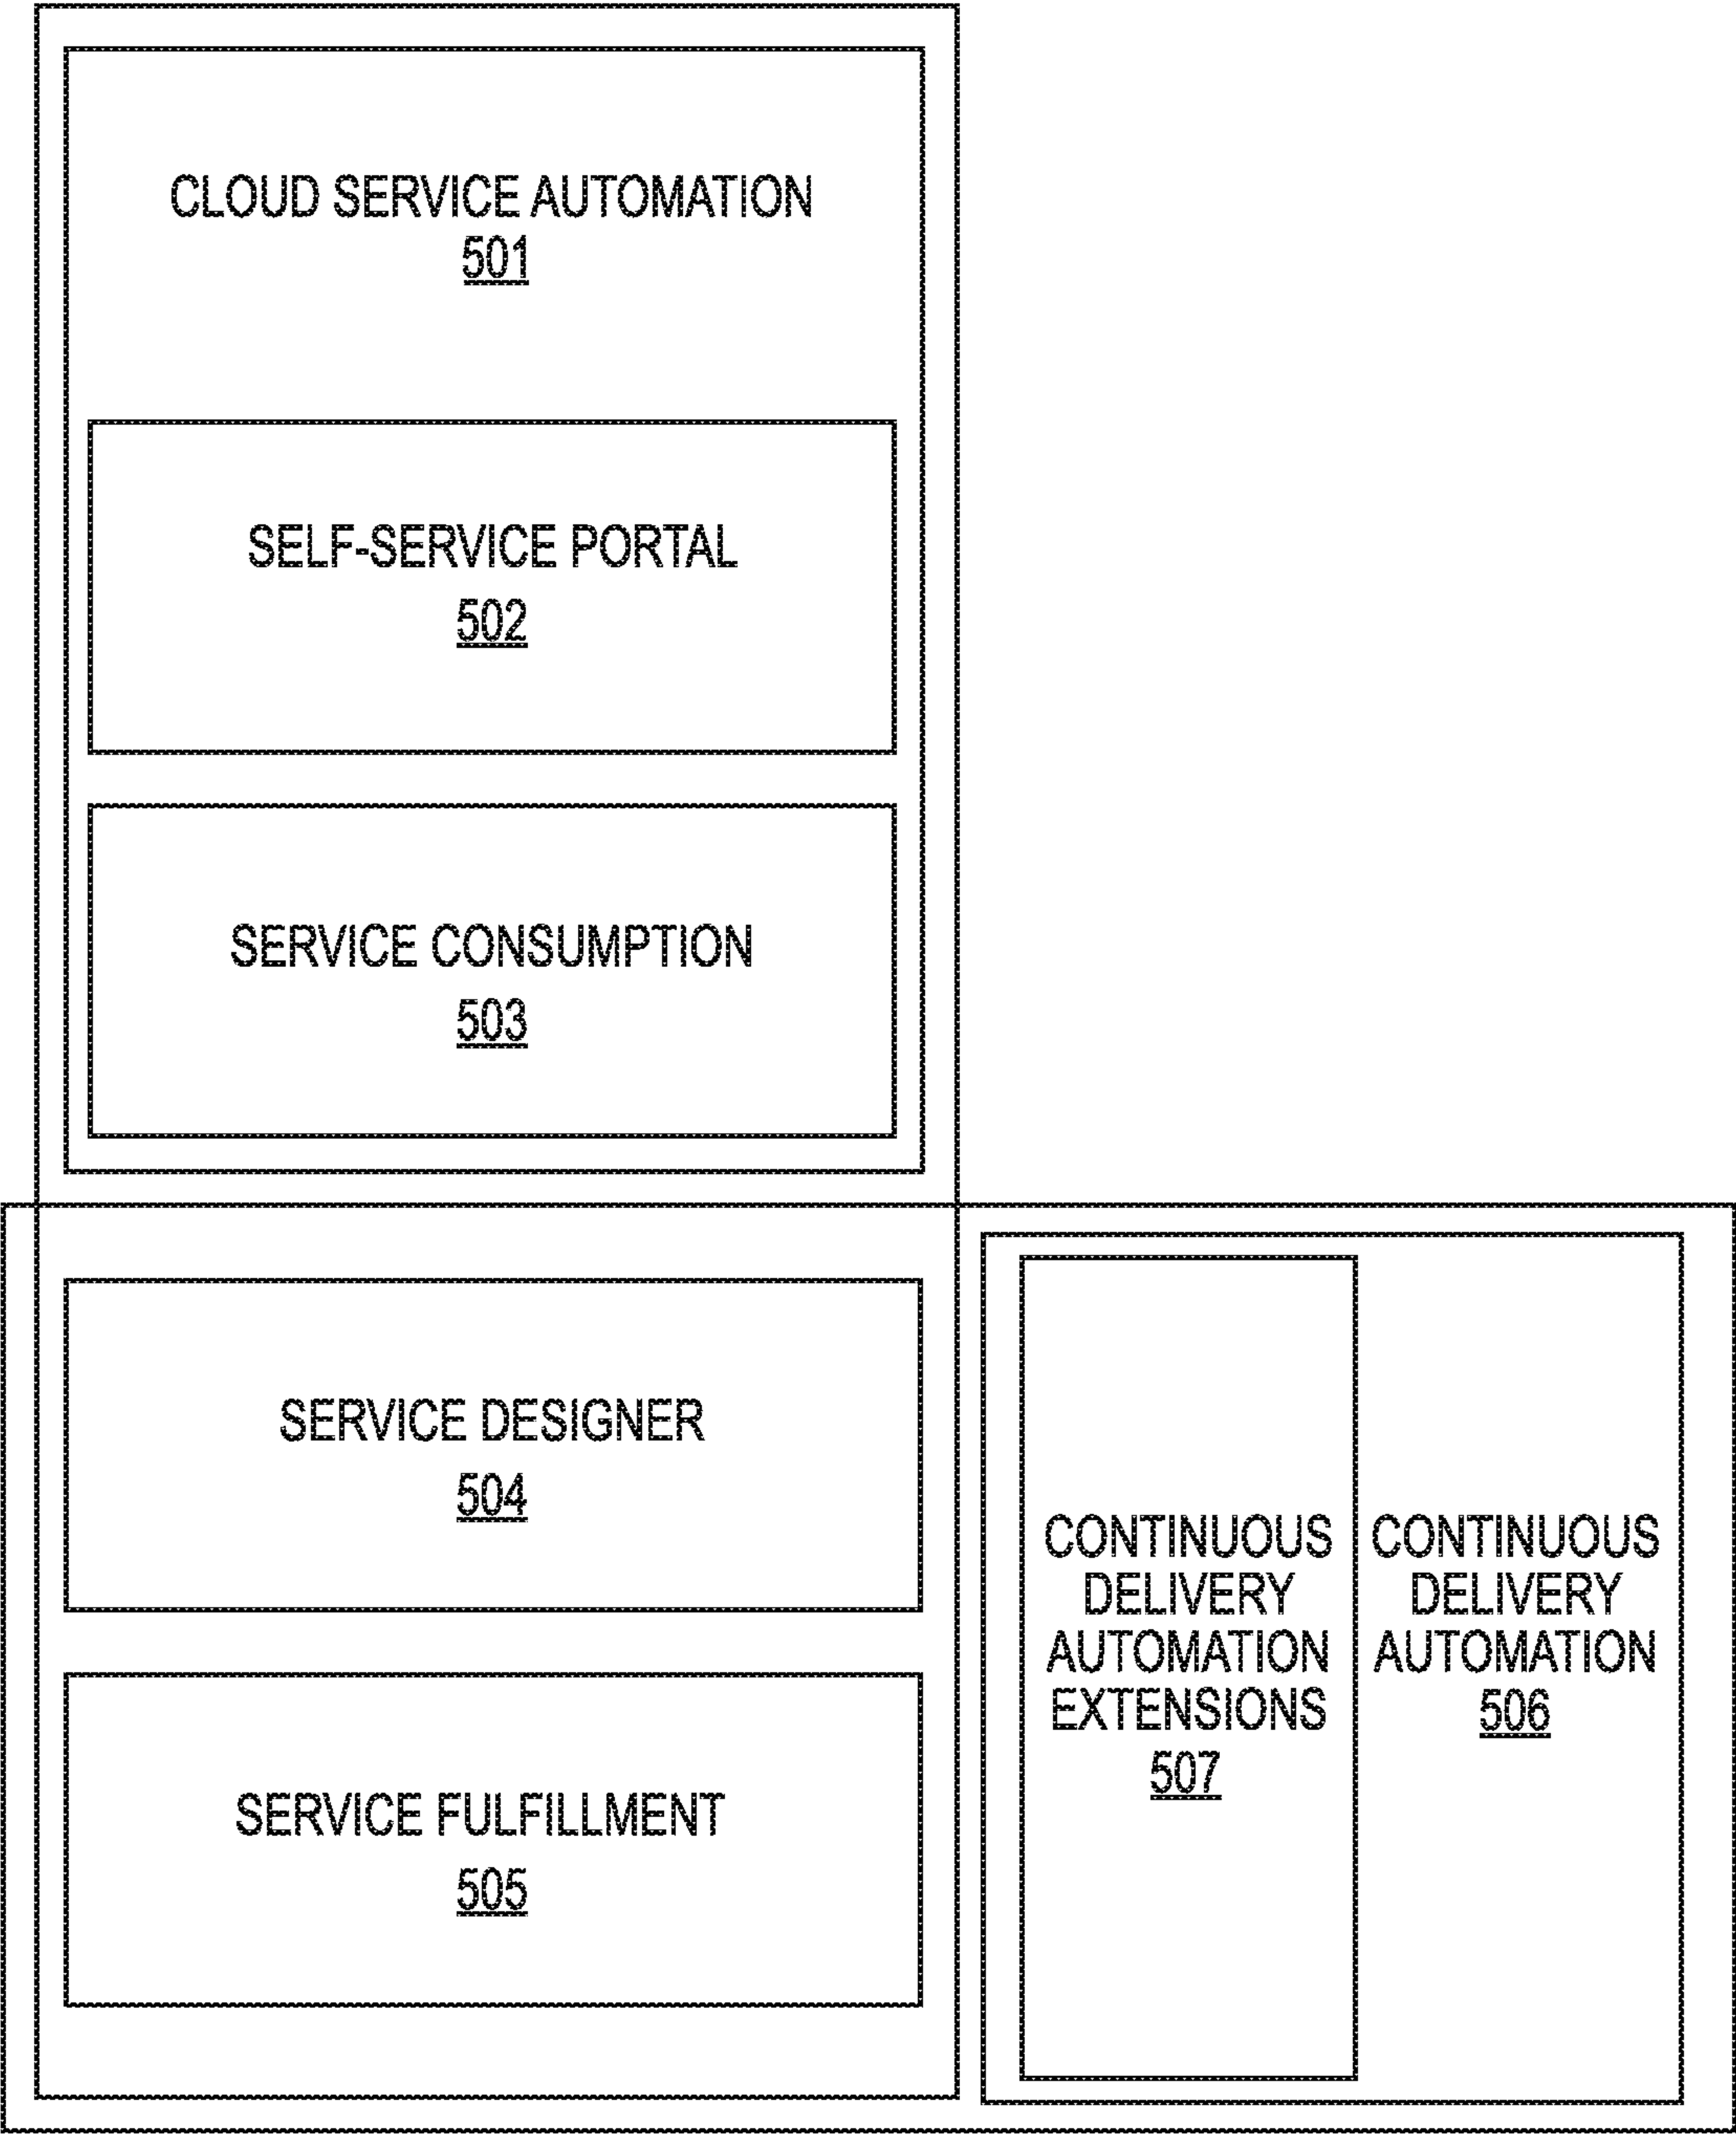 CLOUD SERVICE AUTOMATION
501
SELF-SERVICE PORTAL
502
SERVICE CONSUMPTION
503
SERVICE DESIGNER
504
SERVICE FULFILLMENT
505
CONTINUOUS
DELIVERY
AUTOMATION
EXTENSIONS
507
CONTINUOUS
DELIVERY
AUTOMATION
506